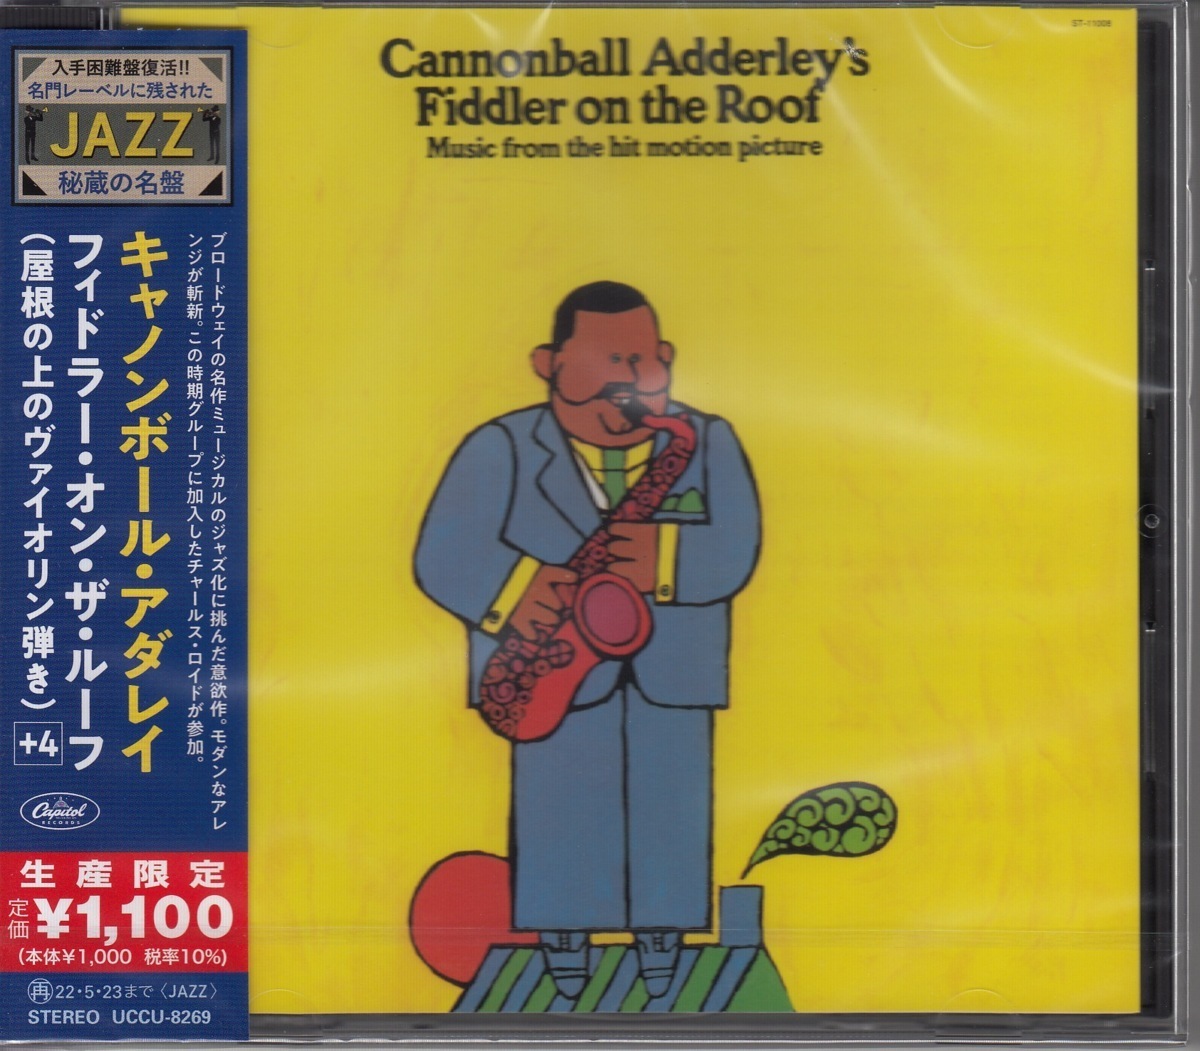 入手困難盤復活!!
名門レーベルに残された
JAZZ
秘蔵の名盤
ブロードウェイの名作ミュージカルのジャズ化に挑んだ意欲作。モダンなアレ
ンジが斬新。この時期グループに加入したチャールス・ロイドが参加。
キャノンボール・アダレイ
フィドラー・オン・ザ・ルーフ
(屋根の上のヴァイオリン弾き)
+4
Capitol
RECORDS
生産限定
定価 ¥1,100
(本体¥1,000 税率10%)
再 22・5・23まで〈JAZZ〉
STEREO UCCU-8269
ST-11008
Cannonball Adderley's
Fiddler on the Roof
Music from the hit motion picture